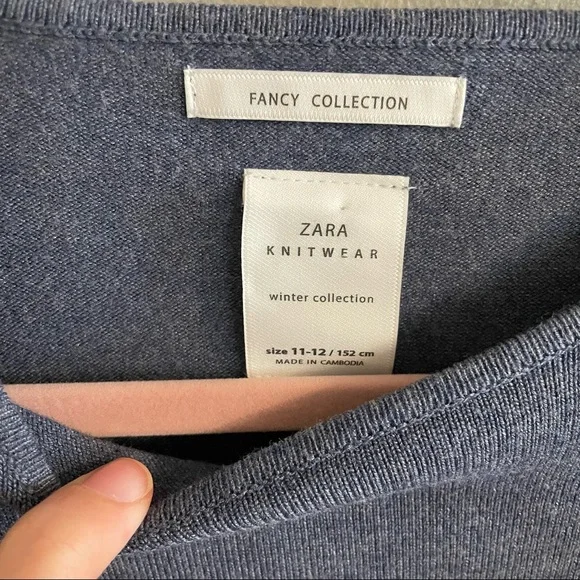 FANCY COLLECTION
ZARA
KNITWEAR
winter collection
size 11-12 / 152 cm
MADE IN CAMBODIA